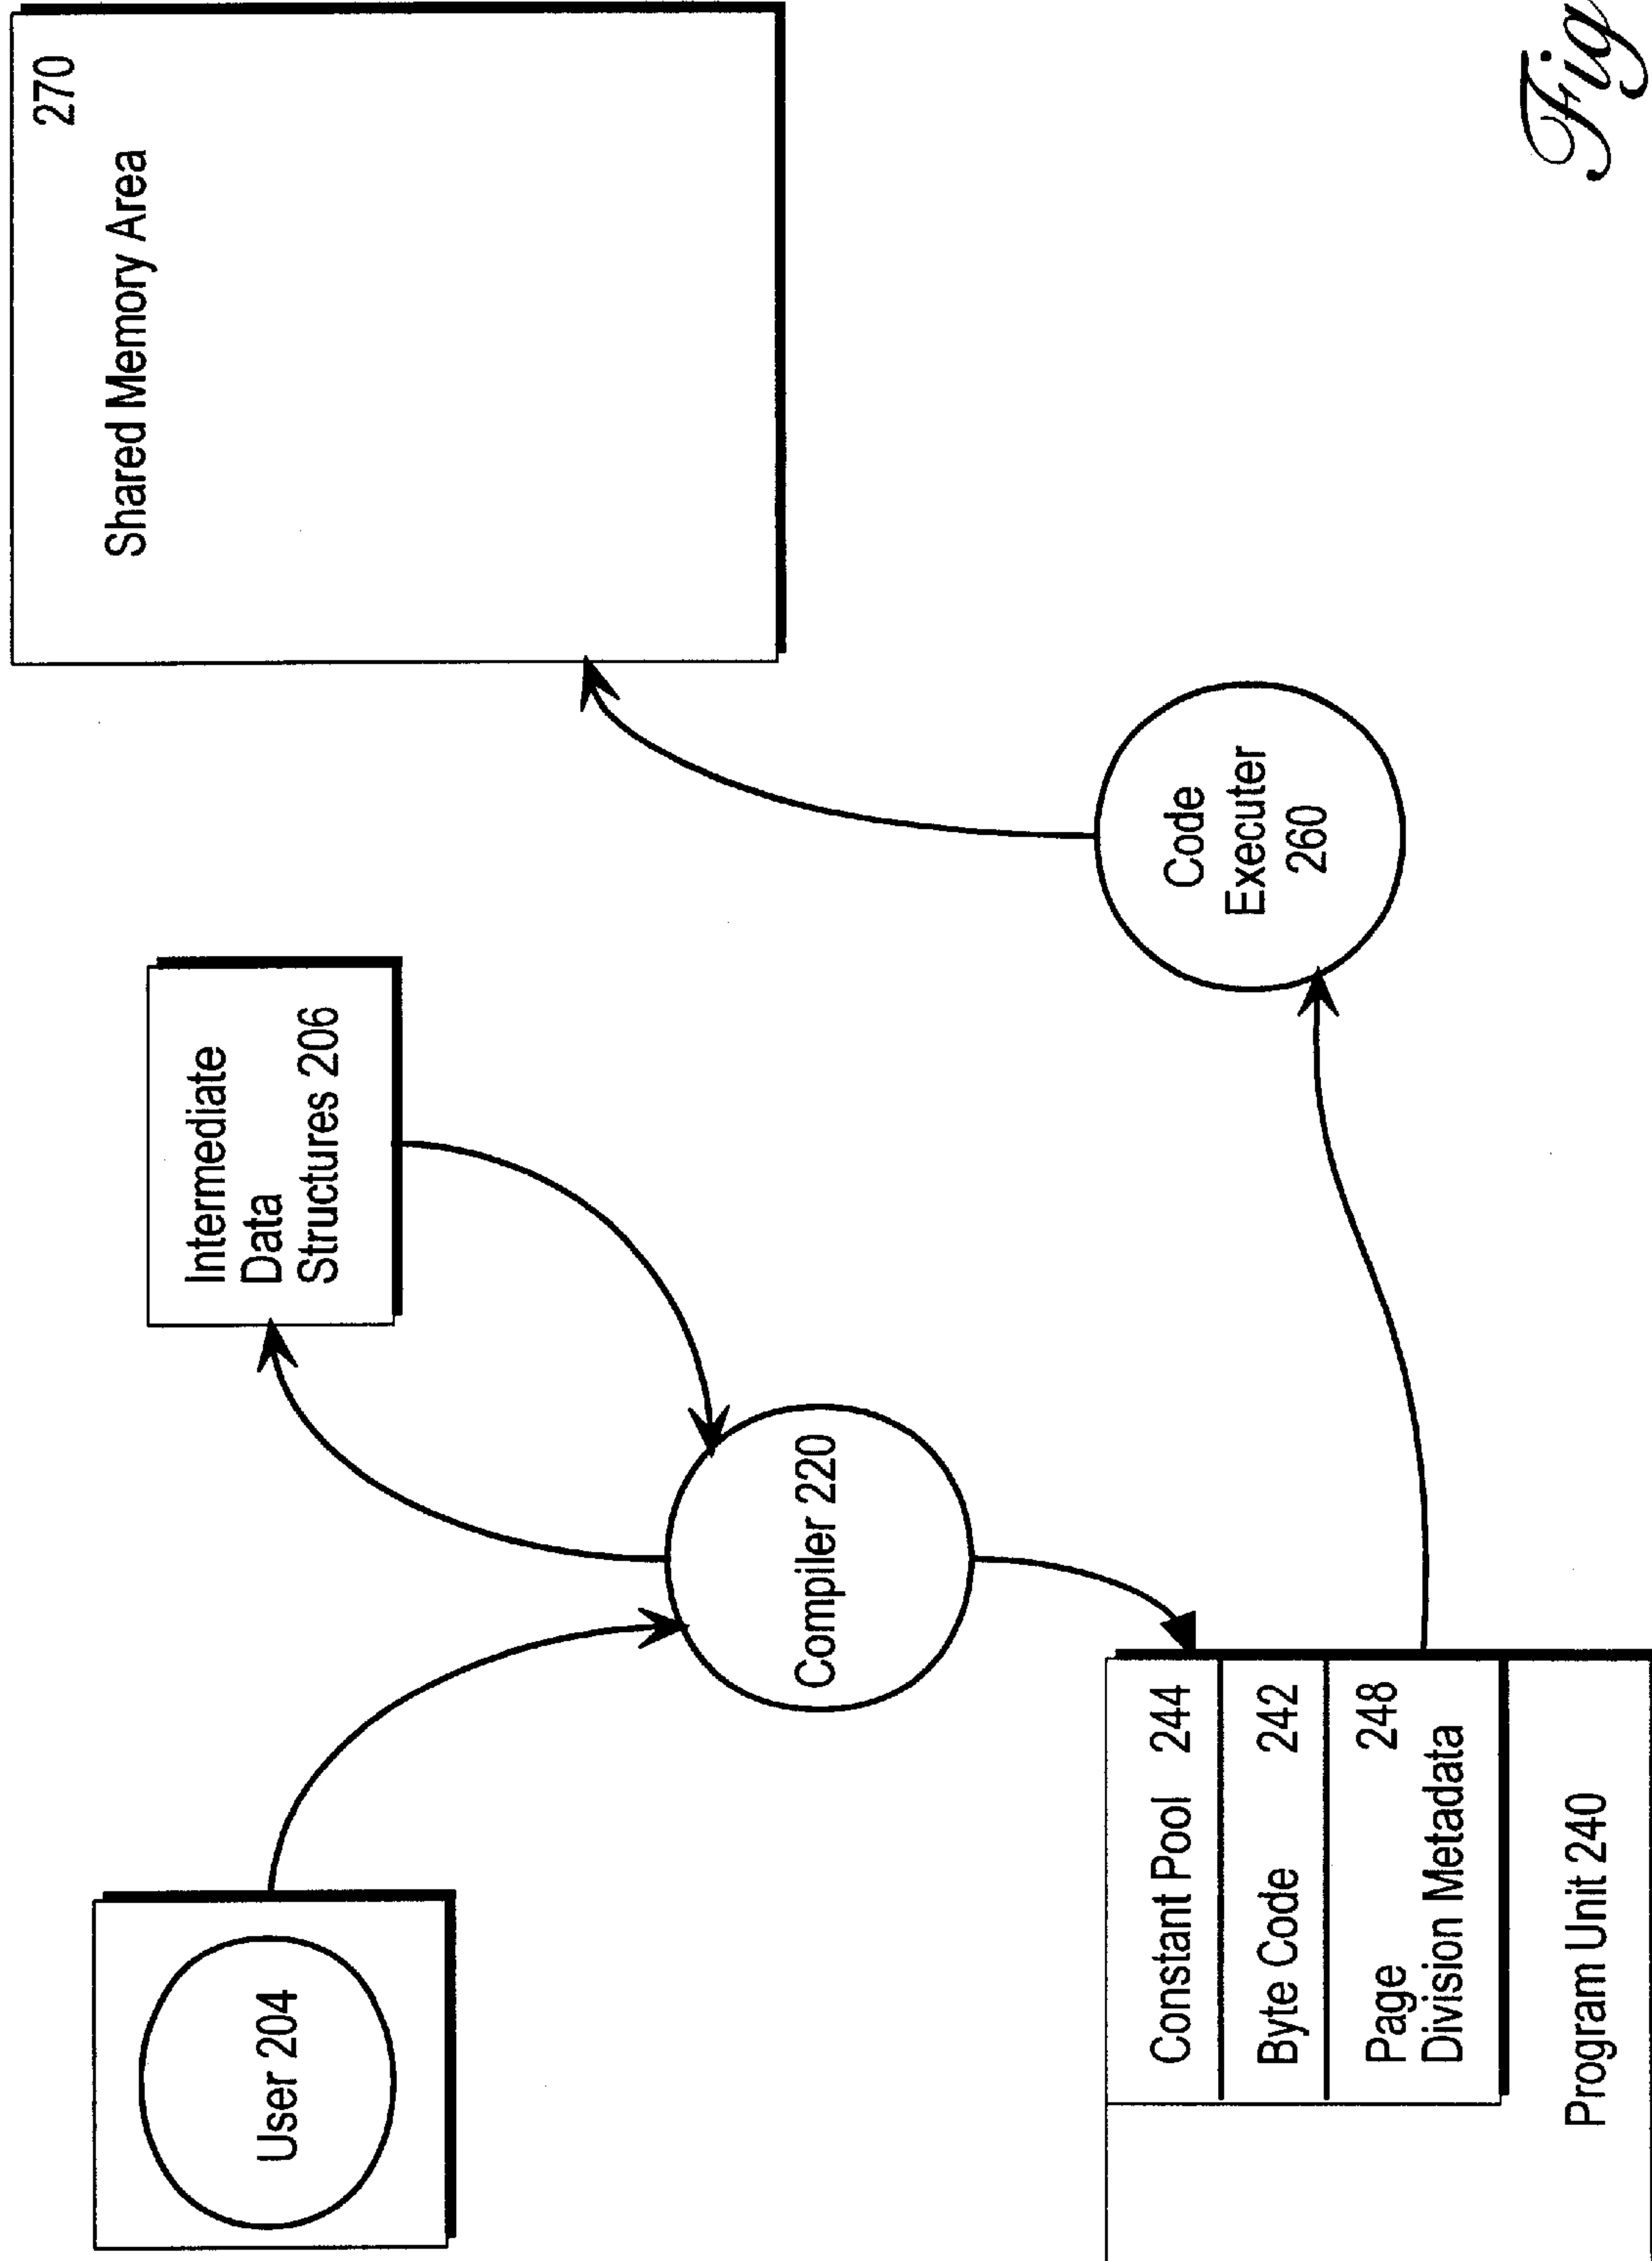 270
Shared Memory Area
Intermediate
Data
Structures 206
User 204
Compiler 220
Code
Executer
260
Constant Pool 244
Byte Code 242
Page 248
Division Metadata
Program Unit 240
Fig